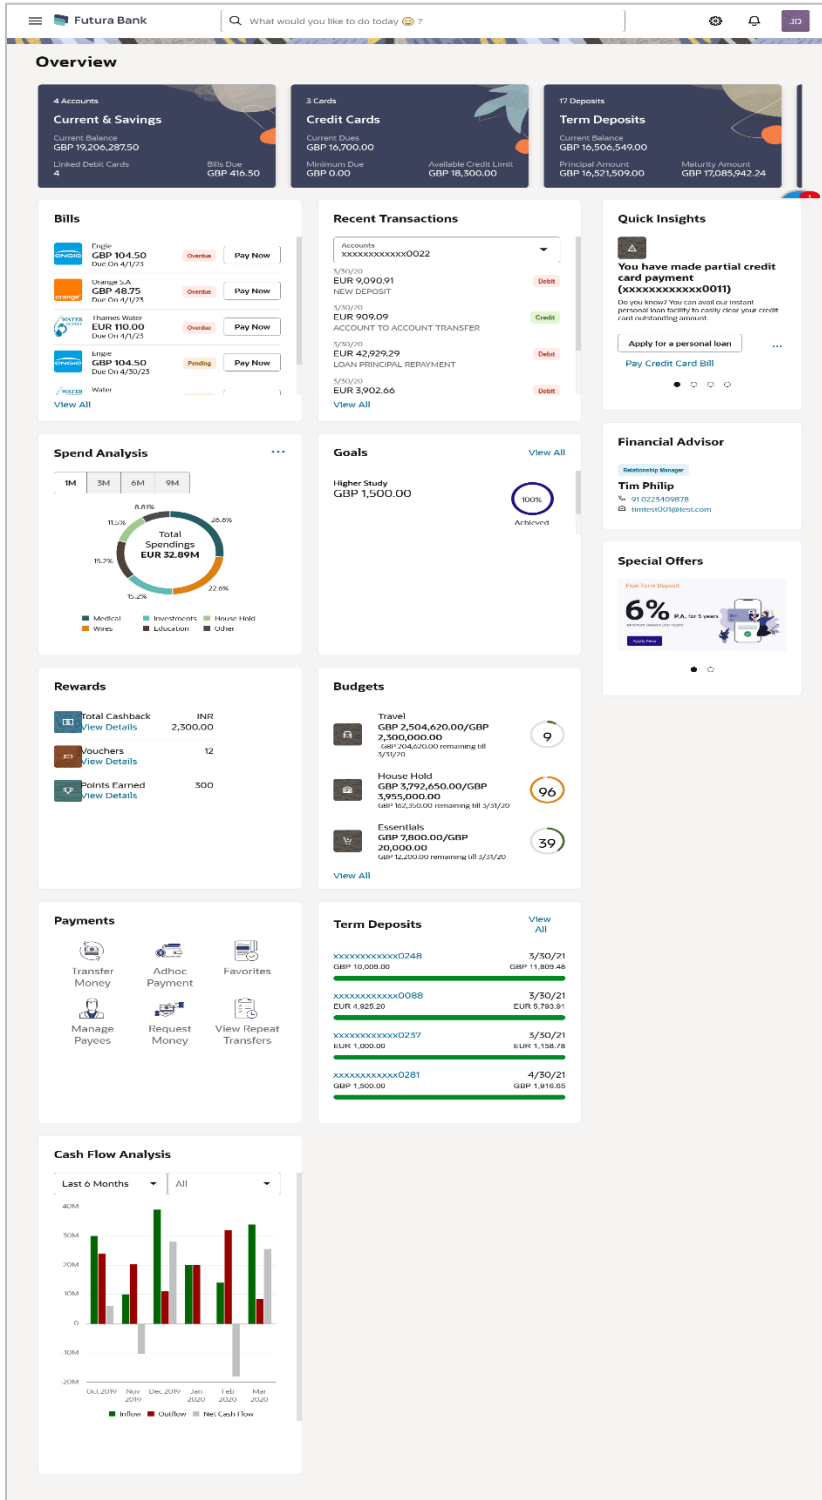 Futura Bank
What would you like to do today 😊 ?
JD
Overview
4 Accounts
Current & Savings
Current Balance
GBP 19,206,287.50
Linked Debit Cards
4
Bills Due
GBP 416.50
3 Cards
Credit Cards
Current Dues
GBP 16,700.00
Minimum Due
GBP 0.00
Available Credit Limit
GBP 18,300.00
17 Deposits
Term Deposits
Current Balance
GBP 16,506,549.00
Principal Amount
GBP 16,521,509.00
Maturity Amount
GBP 17,085,942.24
Bills
engie
Engie
GBP 104.50
Due On 4/1/23
Overdue
Pay Now
orange
Orange S.A
GBP 48.75
Due On 4/1/23
Overdue
Pay Now
WATER
Thames Water
EUR 110.00
Due On 4/1/23
Overdue
Pay Now
engie
Engie
GBP 104.50
Due On 4/30/23
Pending
Pay Now
WATER
Water
View All
Recent Transactions
Accounts
xxxxxxxxxxxx0022
3/30/20
EUR 9,090.91
NEW DEPOSIT
Debit
3/30/20
EUR 909.09
ACCOUNT TO ACCOUNT TRANSFER
Credit
3/30/20
EUR 42,929.29
LOAN PRINCIPAL REPAYMENT
Debit
3/30/20
EUR 3,902.66
Debit
View All
Quick Insights
You have made partial credit
card payment
(xxxxxxxxxxxx0011)
Do you know? You can avail our instant
personal loan facility to easily clear your credit
card outstanding amount.
Apply for a personal loan
Pay Credit Card Bill
Spend Analysis
1M
3M
6M
9M
8.81%
11.5%
26.6%
15.2%
15.2%
22.6%
Total
Spendings
EUR 32.89M
Medical
Investments
House Hold
Wires
Education
Other
Goals
View All
Higher Study
GBP 1,500.00
100%
Achieved
Financial Advisor
Relationship Manager
Tim Philip
91 0223409878
timtest001@test.com
Special Offers
Flexi Term Deposit
6% P.A. for 5 years
Apply Now
Rewards
Total Cashback
View Details
INR
2,300.00
Vouchers
View Details
12
Points Earned
View Details
300
Budgets
Travel
GBP 2,504,620.00/GBP
2,300,000.00
-GBP 204,620.00 remaining till
3/31/20
9
House Hold
GBP 3,792,650.00/GBP
3,955,000.00
GBP 162,350.00 remaining till 3/31/20
96
Essentials
GBP 7,800.00/GBP
20,000.00
GBP 12,200.00 remaining till 3/31/20
39
View All
Payments
Transfer
Money
Adhoc
Payment
Favorites
Manage
Payees
Request
Money
View Repeat
Transfers
Term Deposits
View
All
xxxxxxxxxxxx0248
3/30/21
GBP 10,009.00
GBP 11,809.48
xxxxxxxxxxxx0088
3/30/21
EUR 4,925.20
EUR 5,793.91
xxxxxxxxxxxx0237
3/30/21
EUR 1,000.00
EUR 1,158.78
xxxxxxxxxxxx0281
4/30/21
GBP 1,500.00
GBP 1,916.65
Cash Flow Analysis
Last 6 Months
All
40M
30M
20M
10M
0
-10M
-20M
Oct 2019
Nov
2019
Dec 2019
Jan
2020
Feb
2020
Mar
2020
Inflow
Outflow
Net Cash Flow